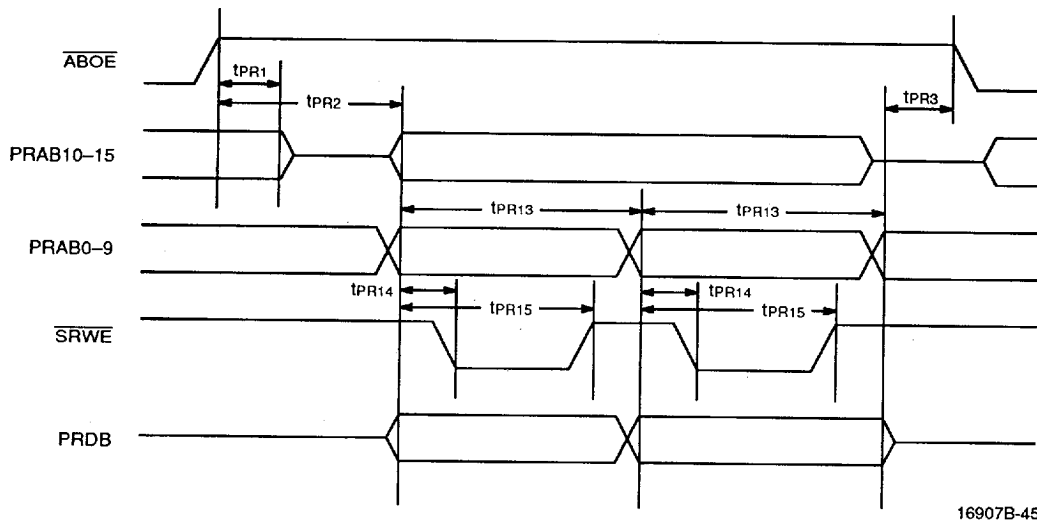 ABOE
tPR1
tPR2
tPR3
PRAB10–15
tPR13
tPR13
PRAB0–9
tPR14
tPR14
tPR15
tPR15
SRWE
PRDB
16907B-45